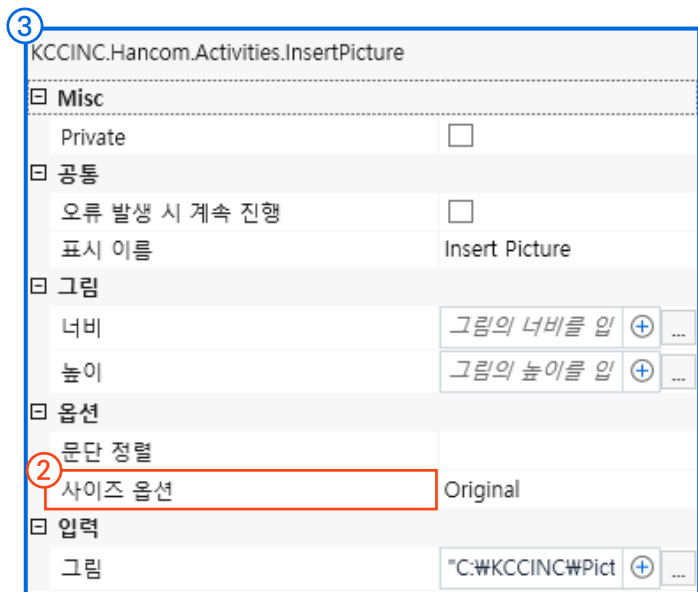 ③
KCCINC.Hancom.Activities.InsertPicture
Misc
Private
공통
오류 발생 시 계속 진행
표시 이름 Insert Picture
그림
너비 그림의 너비를 입 ...
높이 그림의 높이를 입 ...
옵션
문단 정렬
②
사이즈 옵션 Original
입력
그림 "C:₩KCCINC₩Pict ...